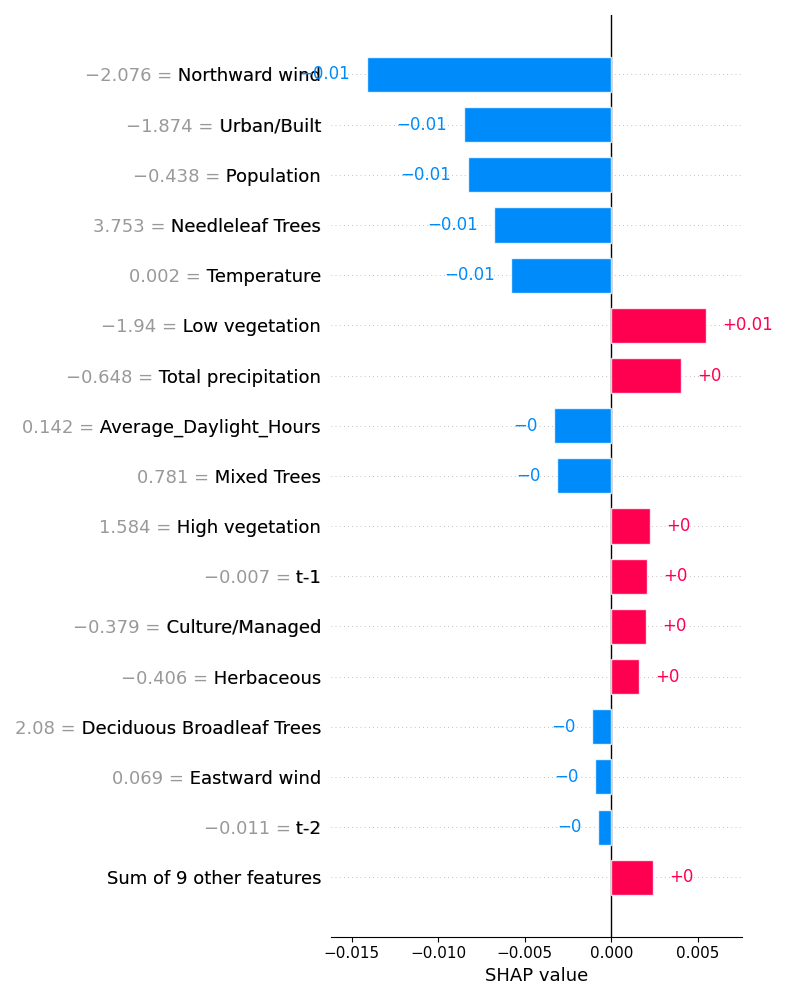 −2.076 = Northward wind −0.01
−1.874 = Urban/Built −0.01
−0.438 = Population −0.01
3.753 = Needleleaf Trees −0.01
0.002 = Temperature −0.01
−1.94 = Low vegetation +0.01
−0.648 = Total precipitation +0
0.142 = Average_Daylight_Hours −0
0.781 = Mixed Trees −0
1.584 = High vegetation +0
−0.007 = t-1 +0
−0.379 = Culture/Managed +0
−0.406 = Herbaceous +0
2.08 = Deciduous Broadleaf Trees −0
0.069 = Eastward wind −0
−0.011 = t-2 −0
Sum of 9 other features +0
−0.015 −0.010 −0.005 0.000 0.005
SHAP value